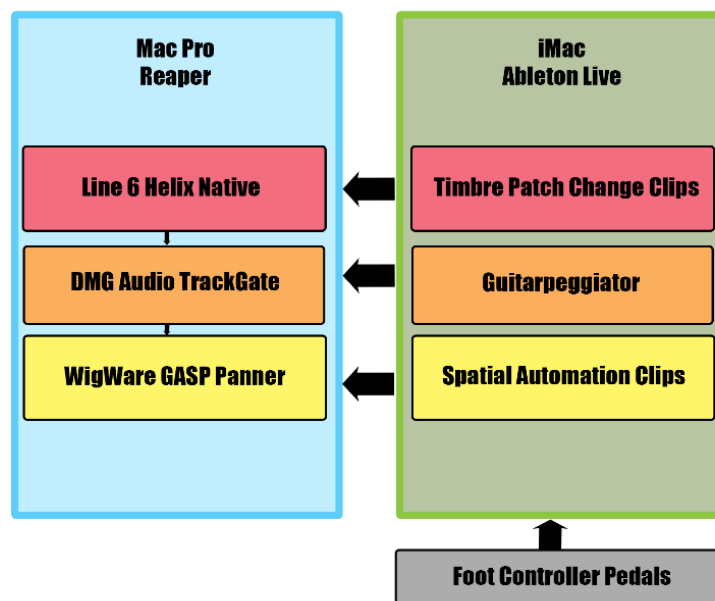 Mac Pro
Reaper
Line 6 Helix Native
DMG Audio TrackGate
WigWare GASP Panner
iMac
Ableton Live
Timbre Patch Change Clips
Guitarpeggiator
Spatial Automation Clips
Foot Controller Pedals